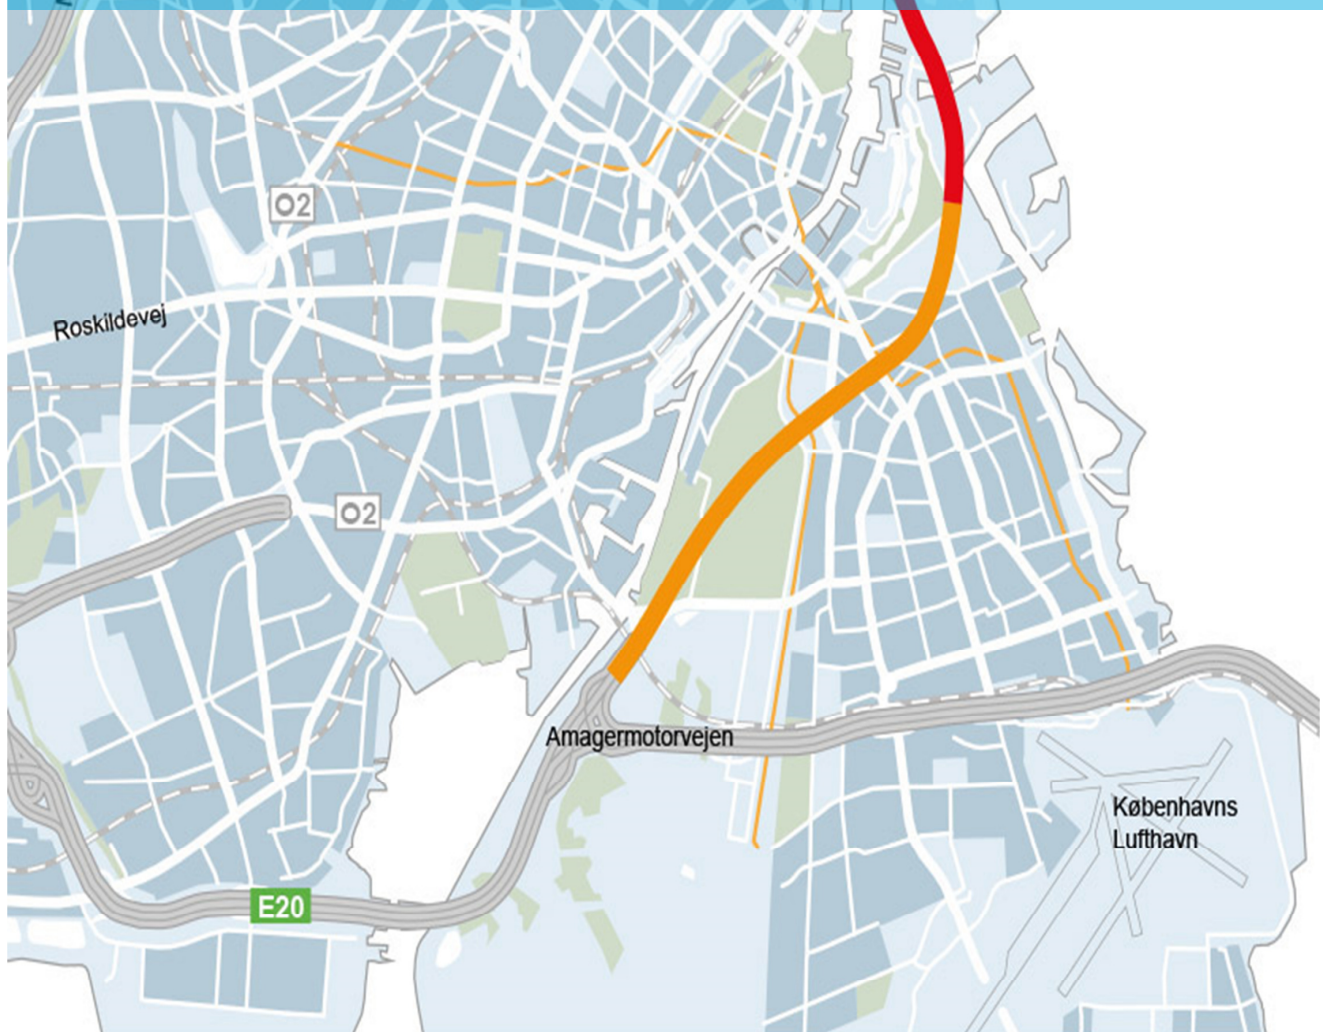 O2
Roskildevej
O2
Amagermotorvejen
Københavns
Lufthavn
E20